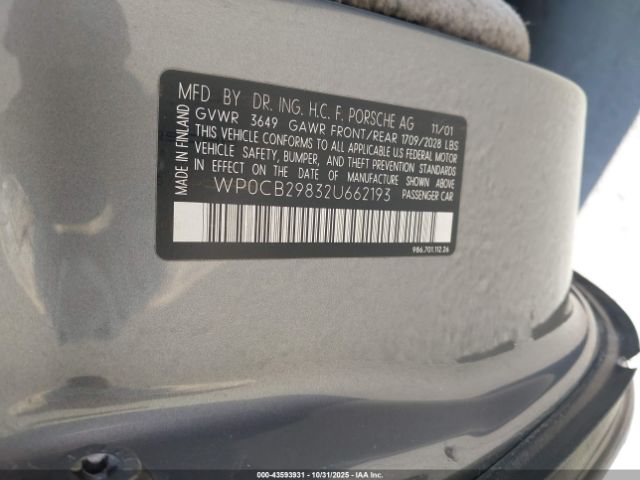 MFD BY DR. ING. H.C. F. PORSCHE AG 11/01
GVWR 3649 GAWR FRONT/REAR 1709/2028 LBS
THIS VEHICLE CONFORMS TO ALL APPLICABLE U.S FEDERAL MOTOR
VEHICLE SAFETY, BUMPER, AND THEFT PREVENTION STANDARDS
IN EFFECT ON THE DATE OF MANUFACTURE SHOWN ABOVE
PASSENGER CAR
WP0CB29832U662193
MADE IN FINLAND
986.701.112.26
000-43593931 - 10/31/2025 - IAAI.COM